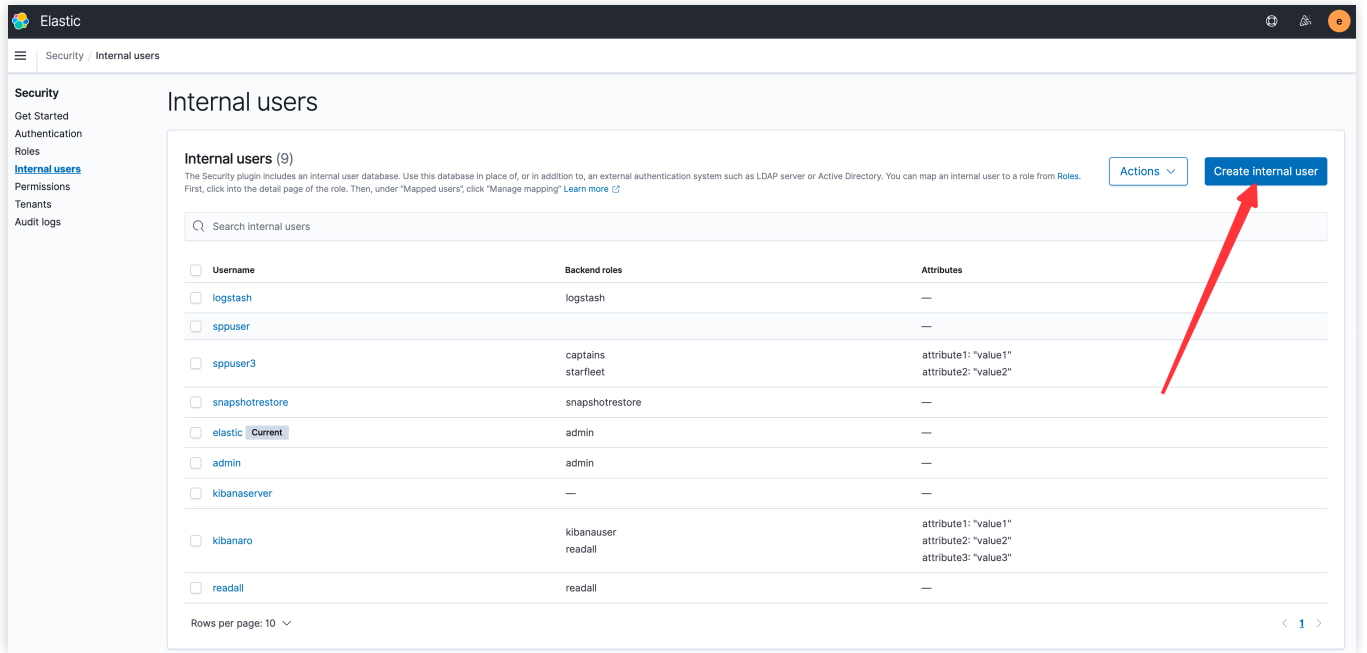 Elastic
e
Security / Internal users
Security
Get Started
Authentication
Roles
Internal users
Permissions
Tenants
Audit logs
Internal users
Internal users (9)
The Security plugin includes an internal user database. Use this database in place of, or in addition to, an external authentication system such as LDAP server or Active Directory. You can map an internal user to a role from Roles.
First, click into the detail page of the role. Then, under “Mapped users”, click “Manage mapping” Learn more
Actions
Create internal user
Search internal users
Username Backend roles Attributes
logstash logstash —
sppuser —
sppuser3 captains attribute1: "value1"
starfleet attribute2: "value2"
snapshotrestore snapshotrestore —
elastic Current admin —
admin admin —
kibanaserver — —
kibanaro kibanauser attribute1: "value1"
readall attribute2: "value2"
attribute3: "value3"
readall readall —
Rows per page: 10
1